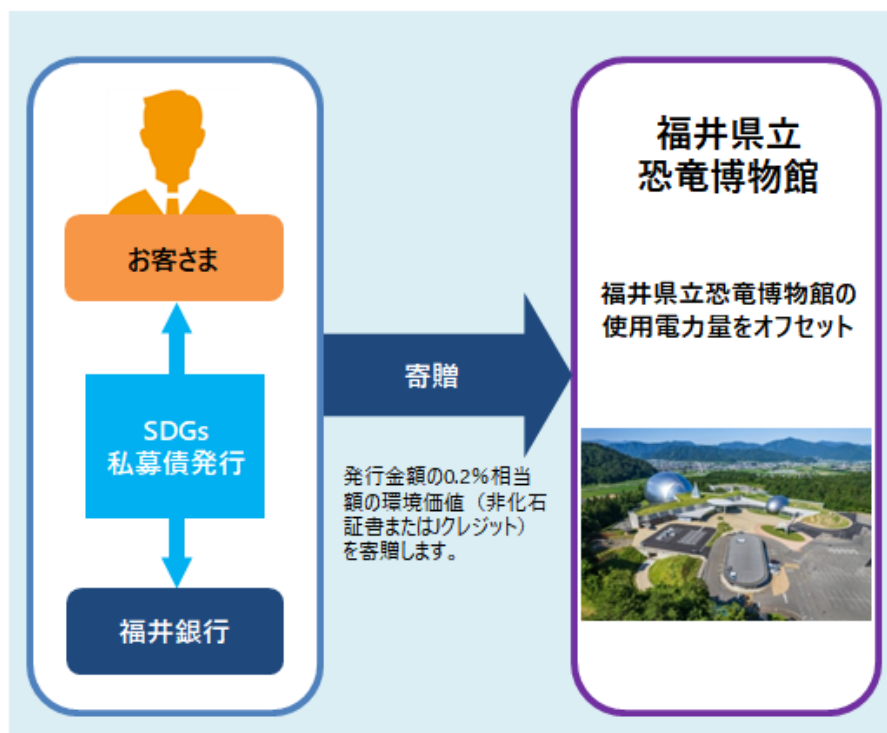 お客さま
SDGs
私募債発行
福井銀行
寄贈
発行金額の0.2%相当
額の環境価値（非化石
証書またはJクレジット）
を寄贈します。
福井県立
恐竜博物館
福井県立恐竜博物館の
使用電力量をオフセット